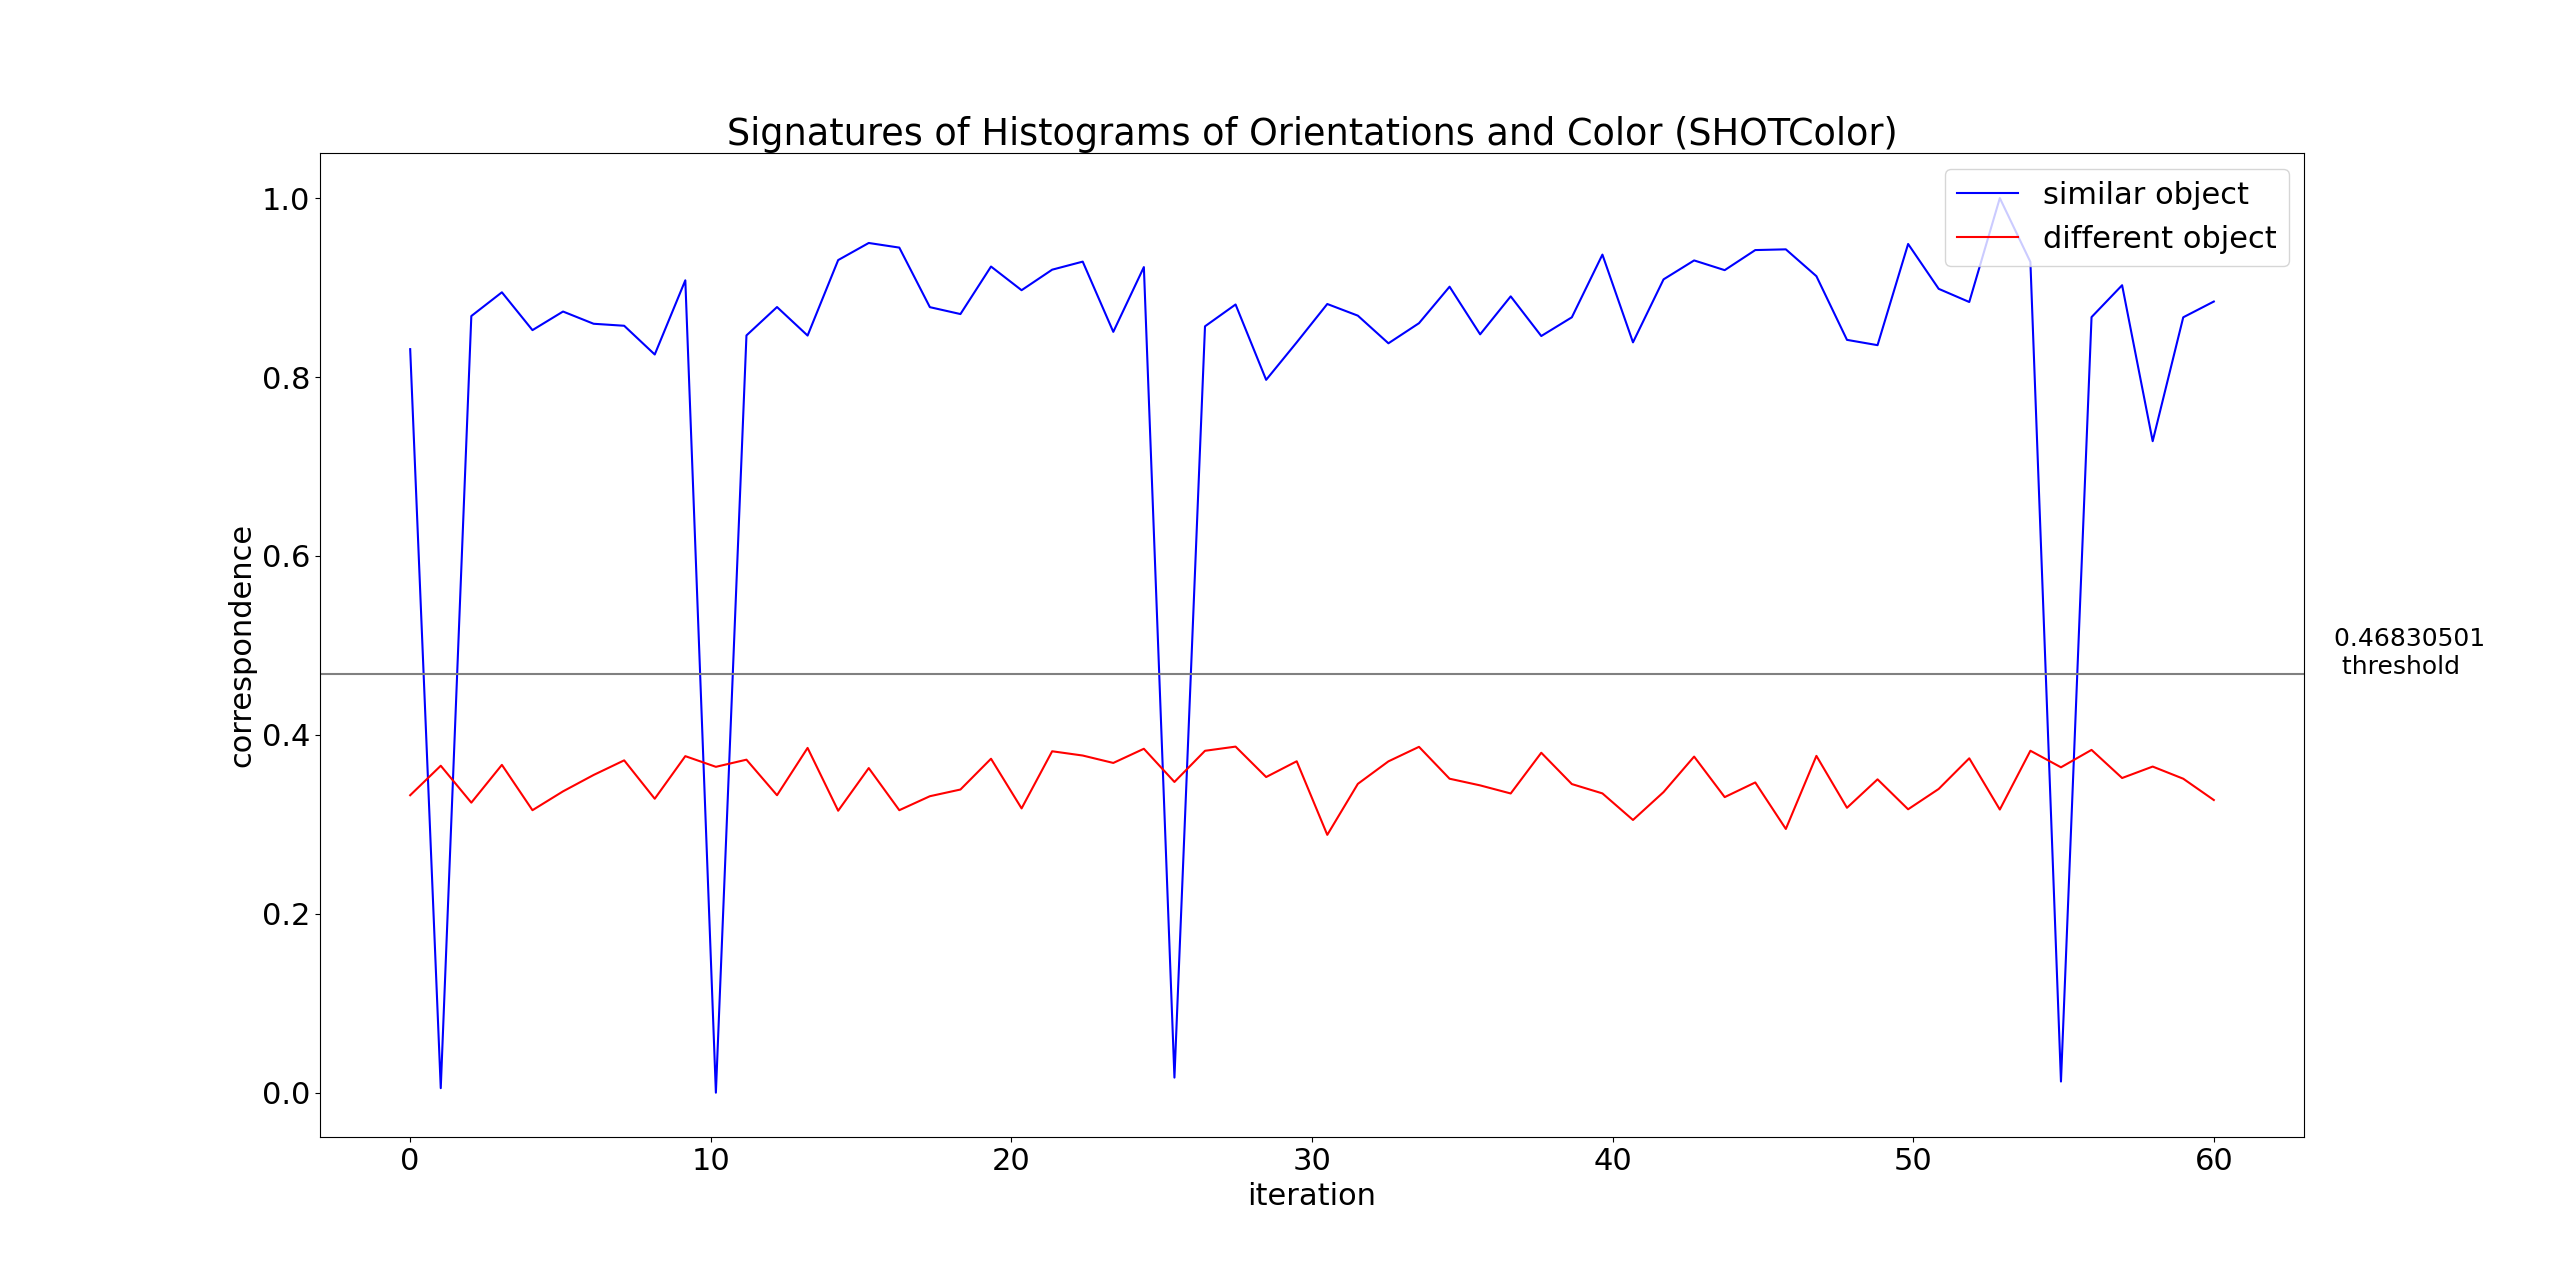 Signatures of Histograms of Orientations and Color (SHOTColor)
similar object
different object
1.0
0.8
0.6
0.4
0.2
0.0
correspondence
0.46830501
threshold
0 10 20 30 40 50 60
iteration